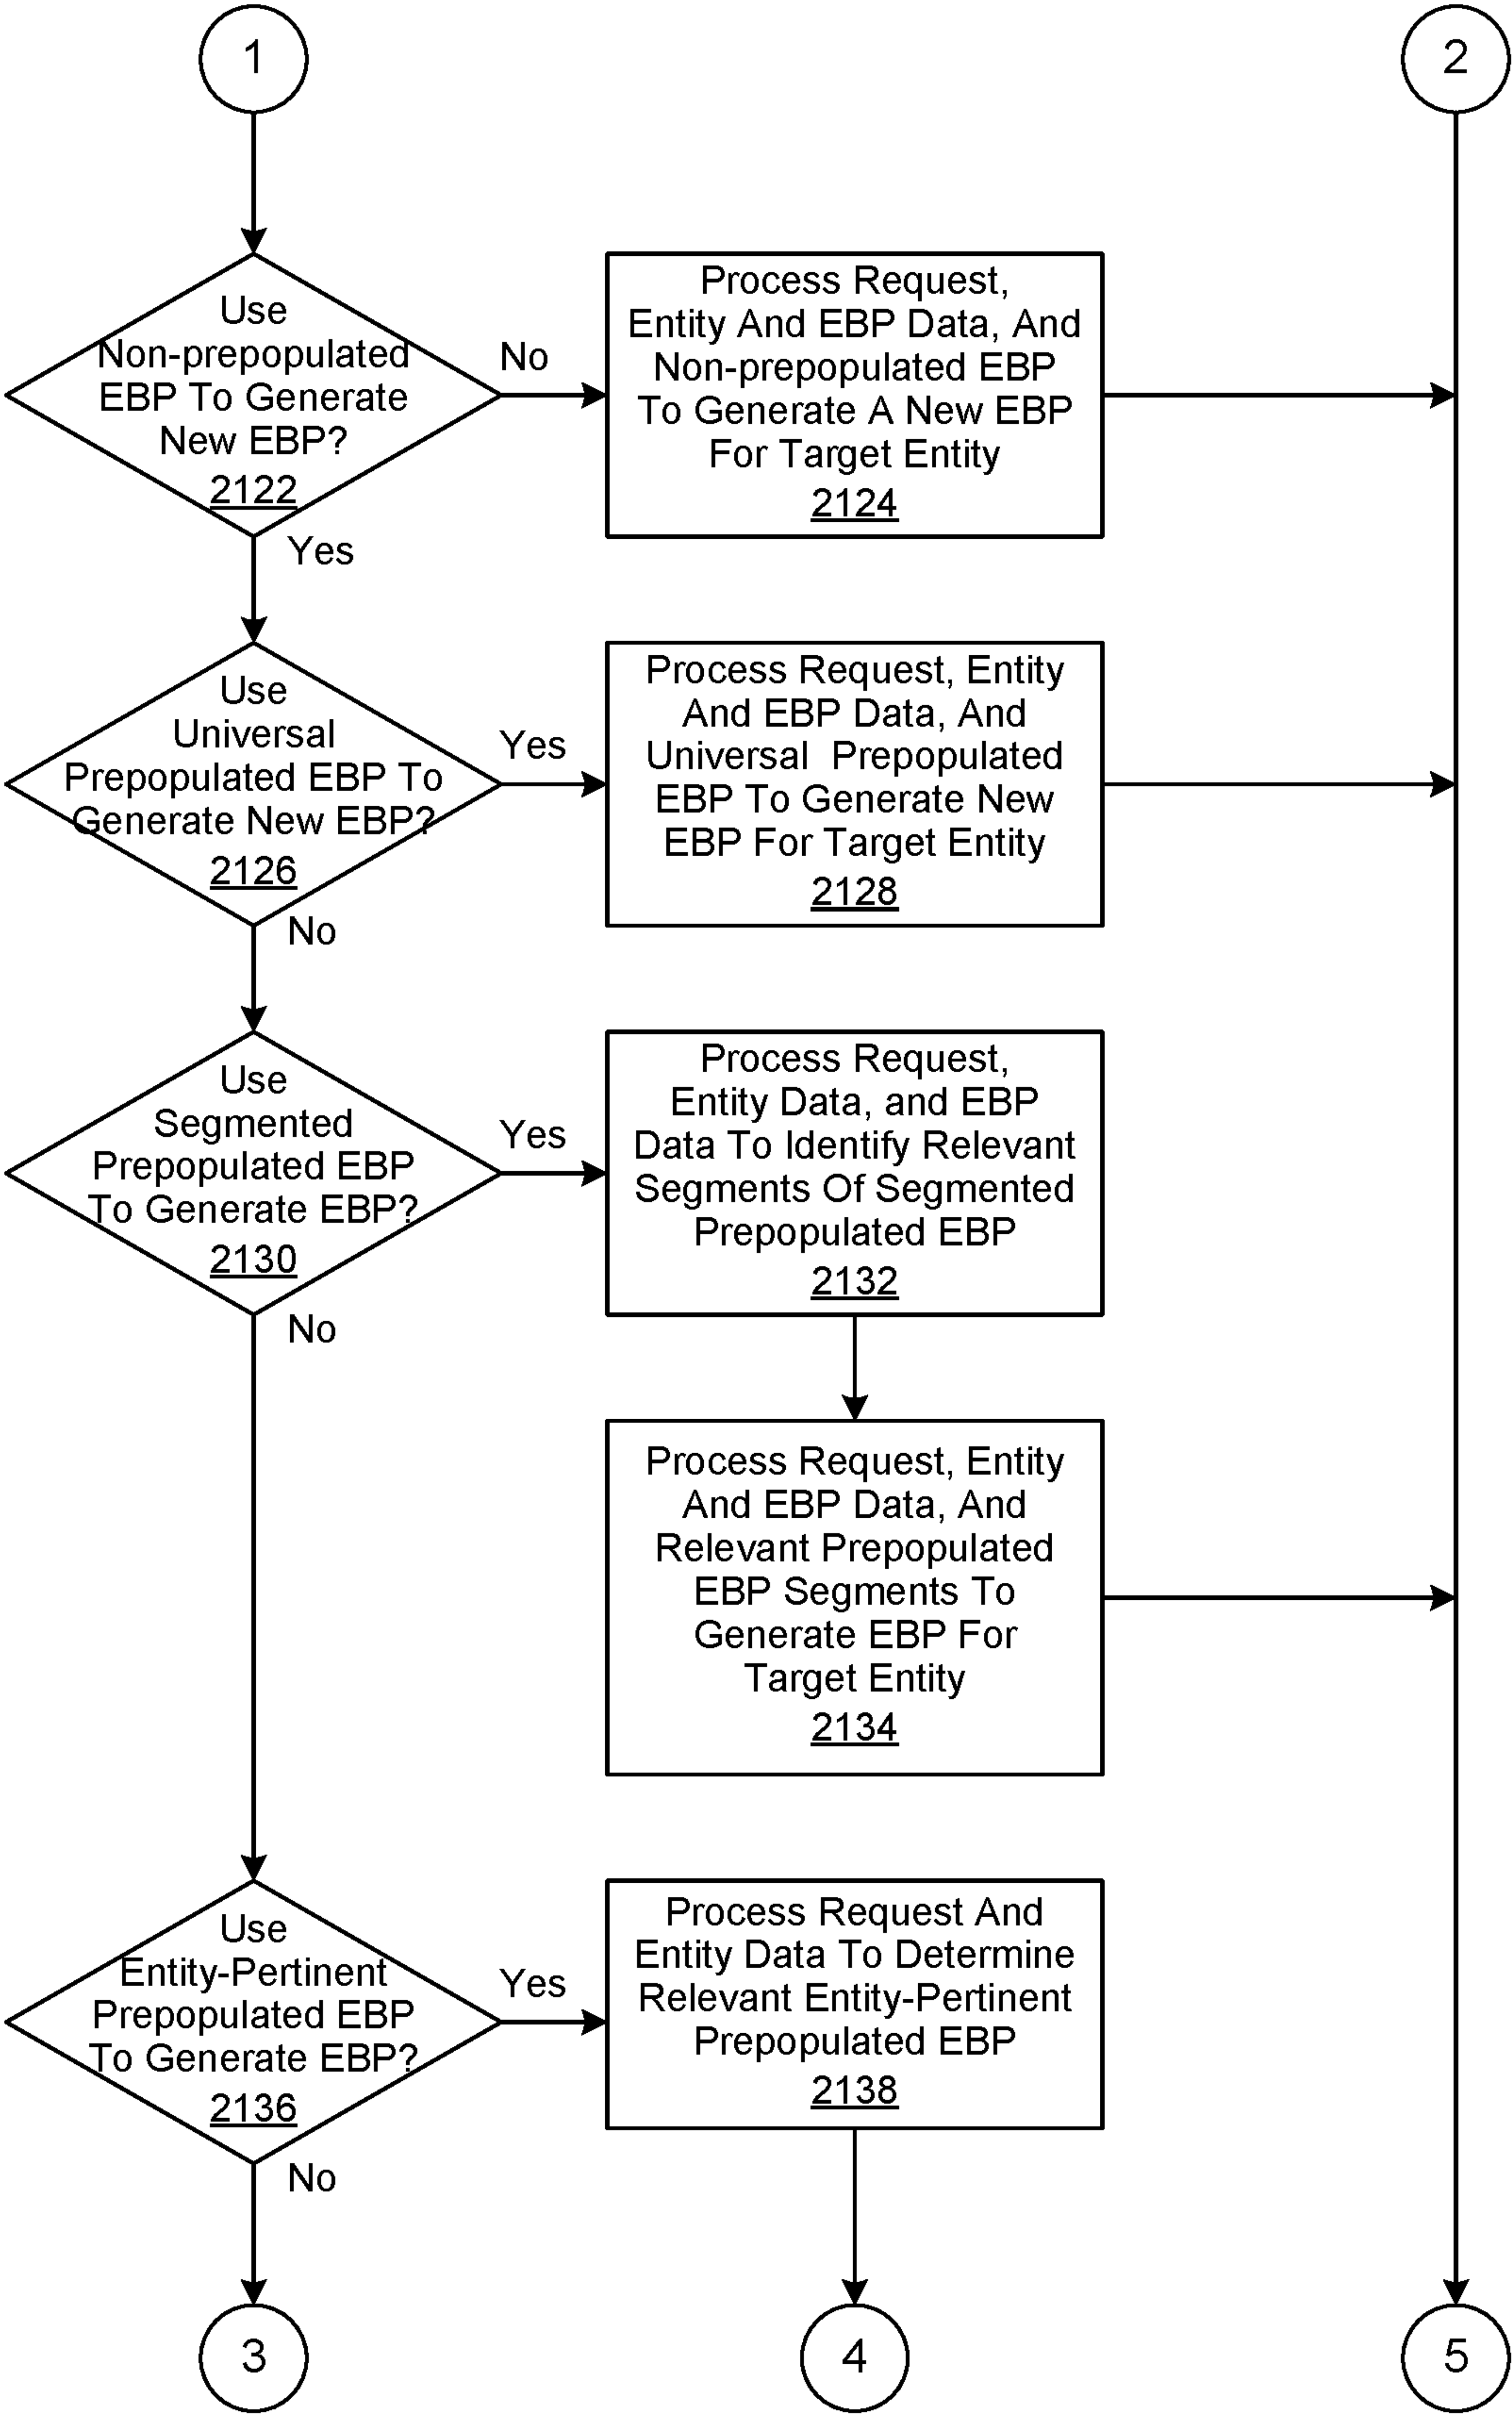 1
2
Use
Non-prepopulated
EBP To Generate
New EBP?
2122
No
Yes
Process Request,
Entity And EBP Data, And
Non-prepopulated EBP
To Generate A New EBP
For Target Entity
2124
Use
Universal
Prepopulated EBP To
Generate New EBP?
2126
Yes
No
Process Request, Entity
And EBP Data, And
Universal Prepopulated
EBP To Generate New
EBP For Target Entity
2128
Use
Segmented
Prepopulated EBP
To Generate EBP?
2130
Yes
No
Process Request,
Entity Data, and EBP
Data To Identify Relevant
Segments Of Segmented
Prepopulated EBP
2132
Process Request, Entity
And EBP Data, And
Relevant Prepopulated
EBP Segments To
Generate EBP For
Target Entity
2134
Use
Entity-Pertinent
Prepopulated EBP
To Generate EBP?
2136
Yes
No
Process Request And
Entity Data To Determine
Relevant Entity-Pertinent
Prepopulated EBP
2138
3
4
5